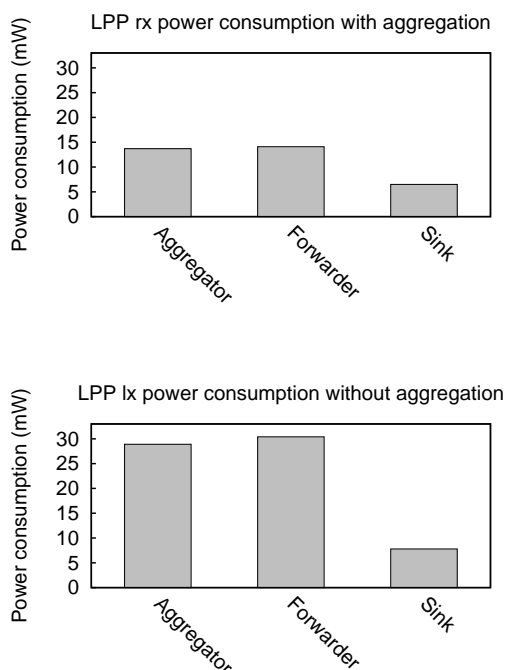 LPP rx power consumption with aggregation
Power consumption (mW)
30
25
20
15
10
5
0
Aggregator
Forwarder
Sink
LPP lx power consumption without aggregation
Power consumption (mW)
30
25
20
15
10
5
0
Aggregator
Forwarder
Sink